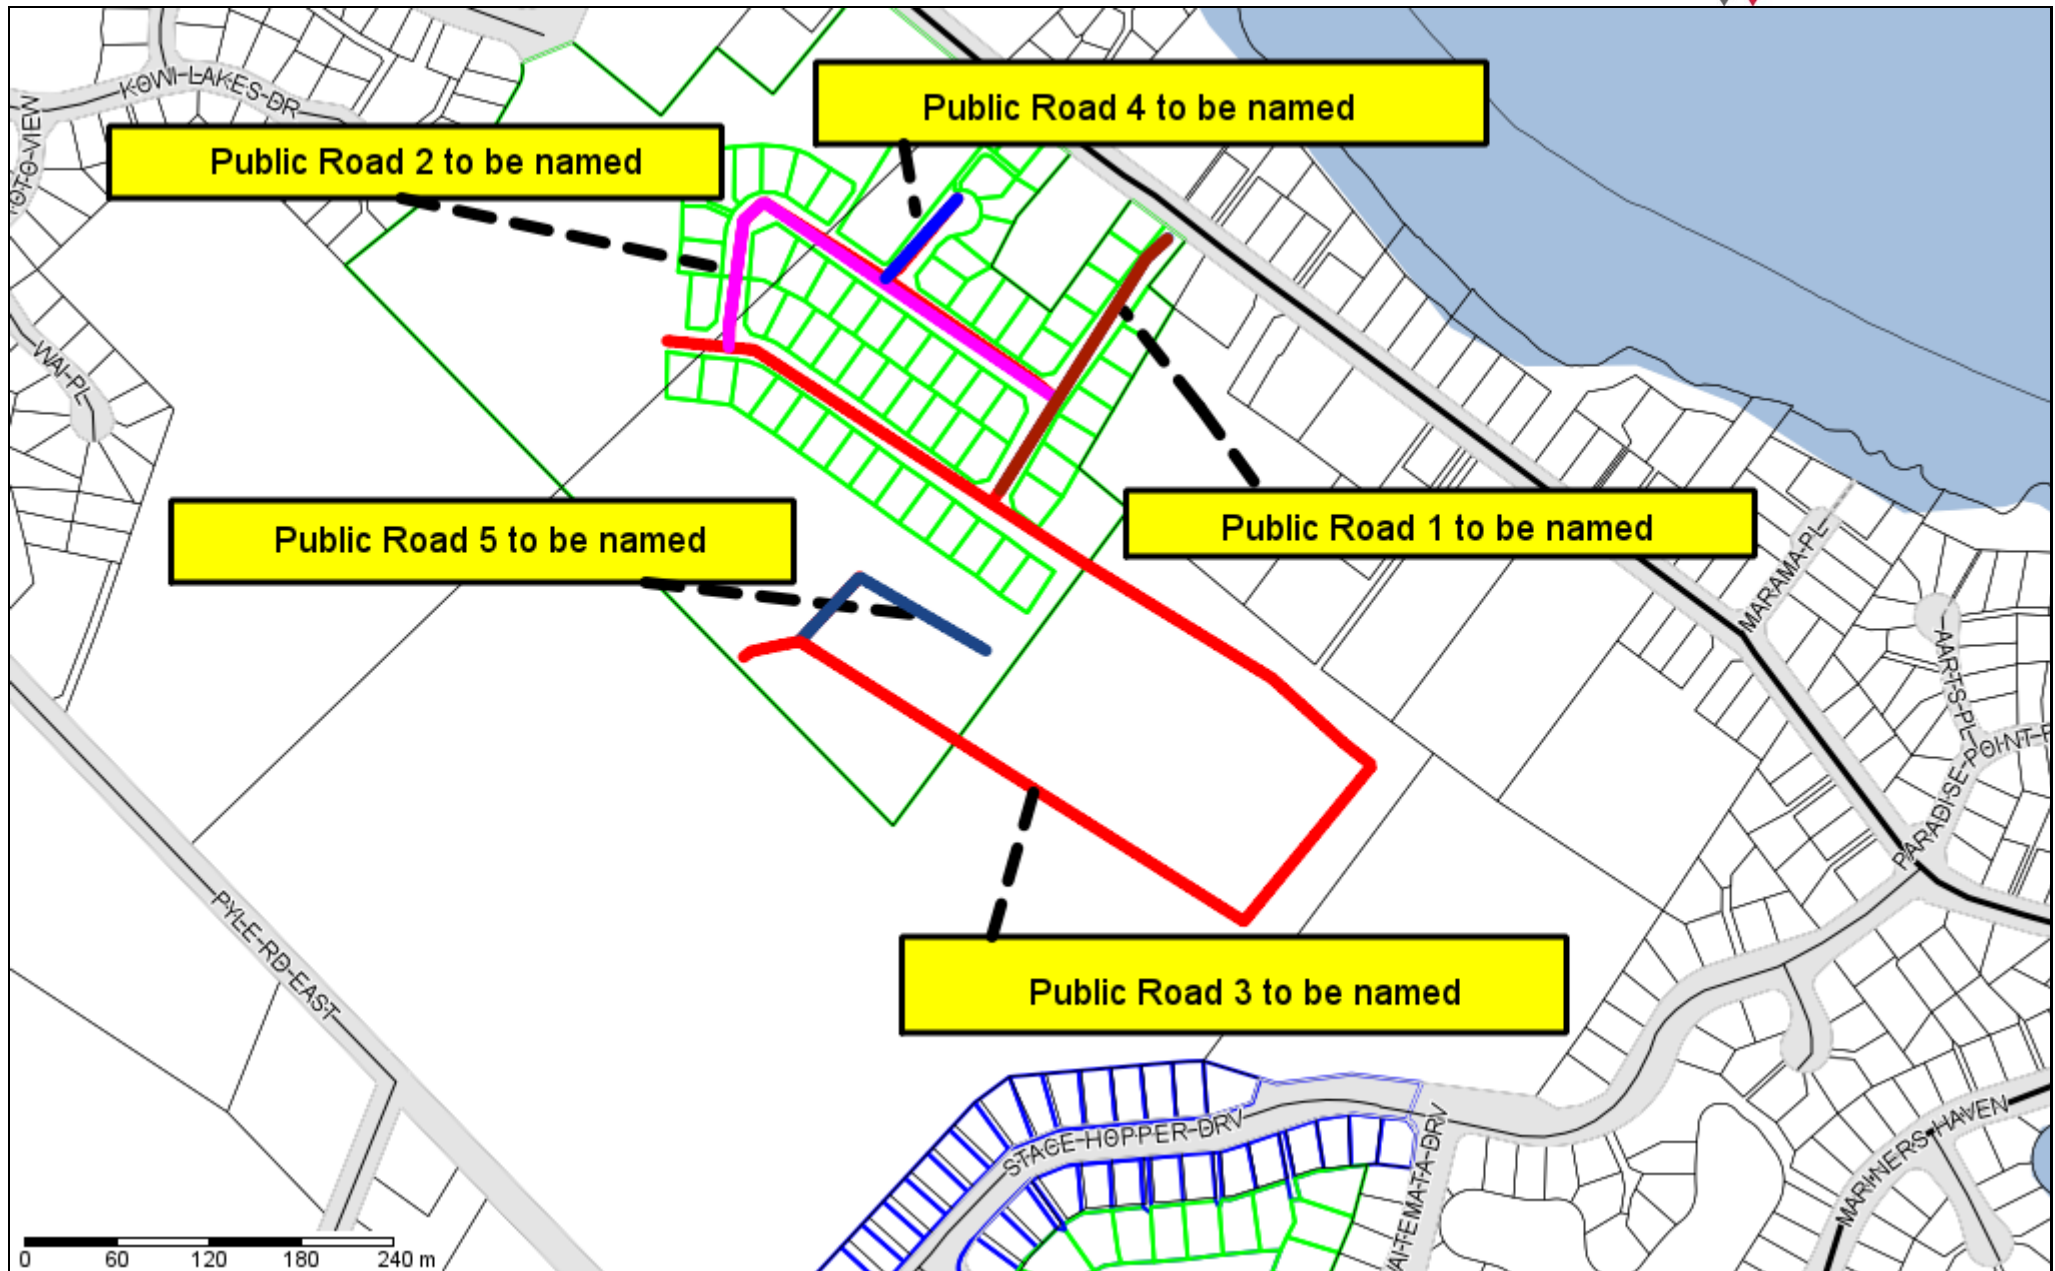 KOWI-LAKES-DR
Public Road 4 to be named
Public Road 2 to be named
WAI-PL
Public Road 5 to be named
Public Road 1 to be named
MARAMA-PL
AARTS-PL
PARADISE-POINT-
PYLE-RD-EAST
Public Road 3 to be named
STAGE-HOPPER-DRV
MARINERS-HAVEN
0 60 120 180 240 m